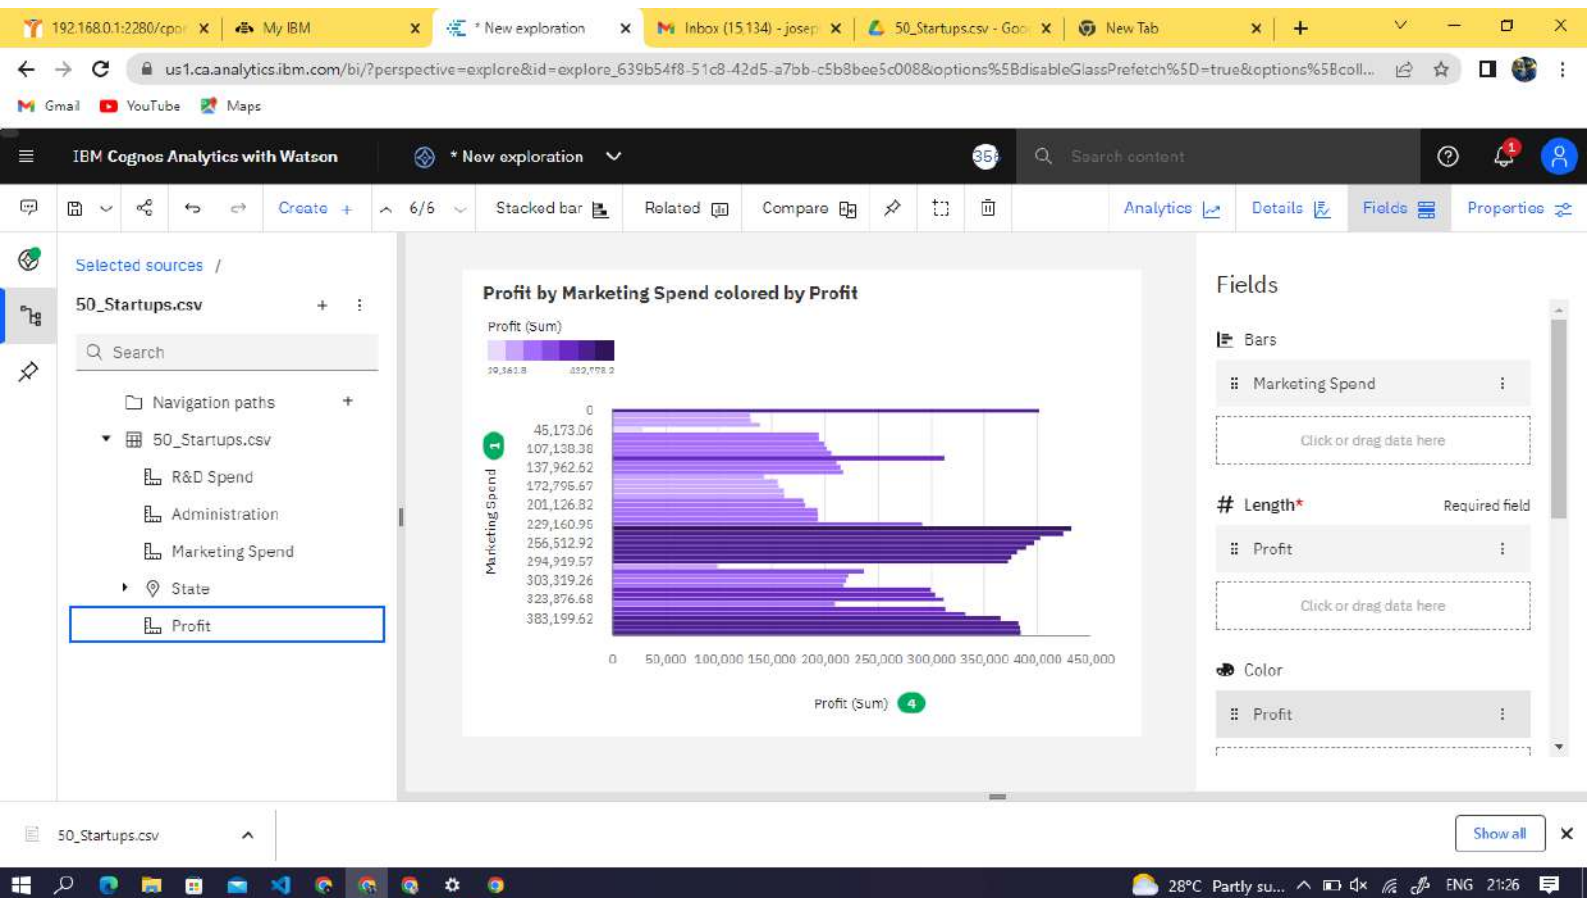 192.168.0.1:2280/cpor
My IBM
* New exploration
Inbox (15,134) - josep
50_Startups.csv - Goo
New Tab
us1.ca.analytics.ibm.com/bi/?perspective=explore&id=explore_639b54f8-51c8-42d5-a7bb-c5b8bee5c008&options%5BdisableGlassPrefetch%5D=true&options%5Bcoll...
Gmail
YouTube
Maps
IBM Cognos Analytics with Watson
* New exploration
Search content
1
Create +
6/6
Stacked bar
Related
Compare
Analytics
Details
Fields
Properties
Selected sources /
50_Startups.csv
Search
Navigation paths
50_Startups.csv
R&D Spend
Administration
Marketing Spend
State
Profit
Profit by Marketing Spend colored by Profit
Profit (Sum)
Marketing Spend
1
0
45,173.06
107,138.38
137,962.62
172,795.67
201,126.82
229,160.95
256,512.92
294,919.57
303,319.26
323,876.68
383,199.62
0 50,000 100,000 150,000 200,000 250,000 300,000 350,000 400,000 450,000
Profit (Sum) 4
Fields
Bars
Marketing Spend
Click or drag data here
# Length*
Required field
Profit
Click or drag data here
Color
Profit
50_Startups.csv
Show all
28°C Partly su...
ENG
21:26